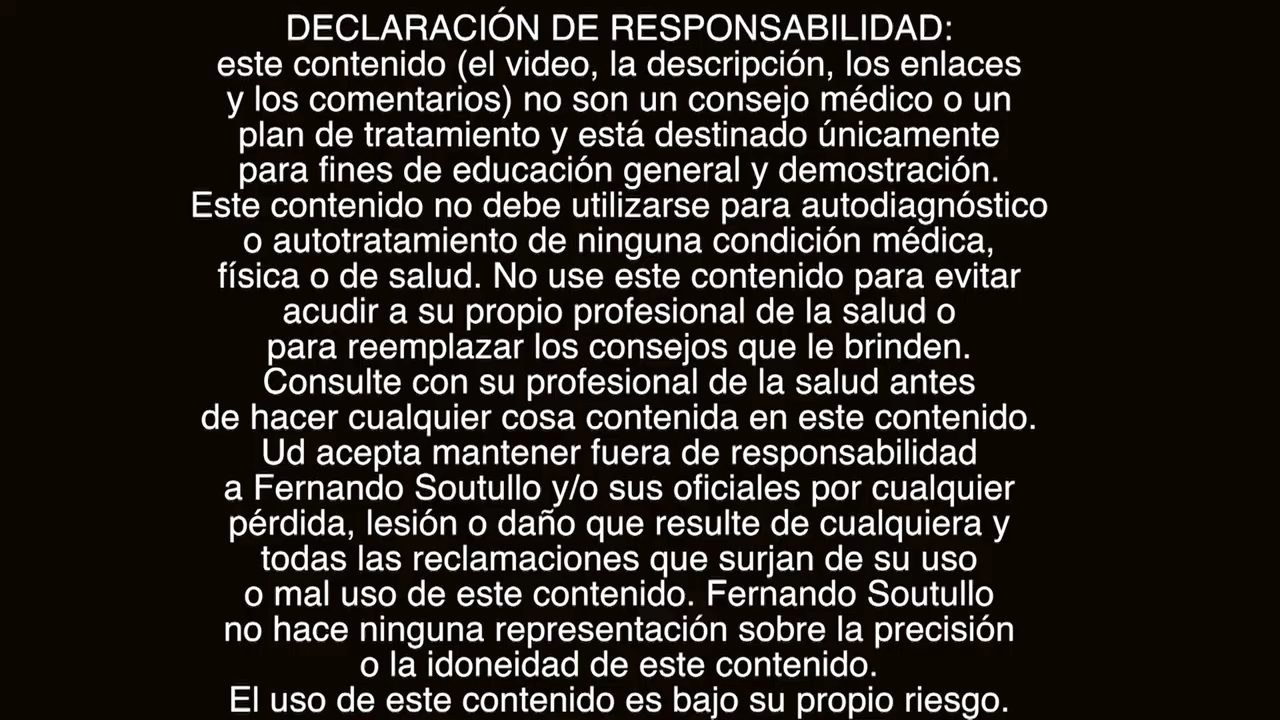 DECLARACIÓN DE RESPONSABILIDAD:
este contenido (el video, la descripción, los enlaces
y los comentarios) no son un consejo médico o un
plan de tratamiento y está destinado únicamente
para fines de educación general y demostración.
Este contenido no debe utilizarse para autodiagnóstico
o autotratamiento de ninguna condición médica,
física o de salud. No use este contenido para evitar
acudir a su propio profesional de la salud o
para reemplazar los consejos que le brinden.
Consulte con su profesional de la salud antes
de hacer cualquier cosa contenida en este contenido.
Ud acepta mantener fuera de responsabilidad
a Fernando Soutullo y/o sus oficiales por cualquier
pérdida, lesión o daño que resulte de cualquiera y
todas las reclamaciones que surjan de su uso
o mal uso de este contenido. Fernando Soutullo
no hace ninguna representación sobre la precisión
o la idoneidad de este contenido.
El uso de este contenido es bajo su propio riesgo.